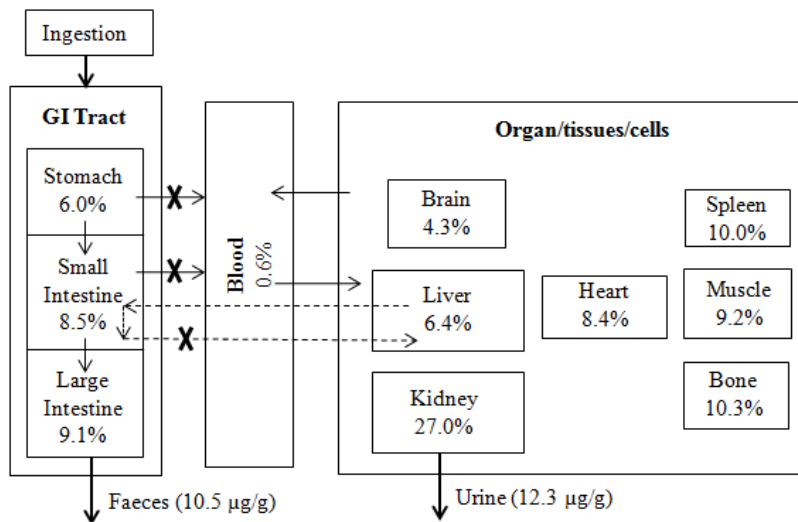 Ingestion
GI Tract
Stomach
6.0%
Small
Intestine
8.5%
Large
Intestine
9.1%
Faeces (10.5 µg/g)
Blood
0.6%
Organ/tissues/cells
Brain
4.3%
Spleen
10.0%
Liver
6.4%
Heart
8.4%
Muscle
9.2%
Kidney
27.0%
Bone
10.3%
Urine (12.3 µg/g)